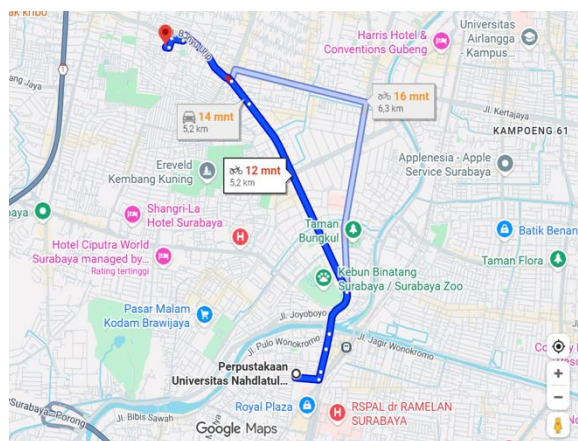 Harris Hotel &
Conventions Gubeng
Universitas
Airlangga
- Kampus...
Jl. Kertajaya
KAMPOENG 61
16 mnt
6,3 km
14 mnt
5,2 km
12 mnt
5,2 km
Ereveld
Kembang Kuning
Applenesia - Apple
Service Surabaya
Shangri-La
Hotel Surabaya
Hotel Ciputra World
Surabaya managed by...
Rating tertinggi
Taman
Bungkul
Batik Benan
Taman Flora
Kebun Binatang
Surabaya / Surabaya Zoo
Pasar Malam
Kodam Brawijaya
Jl. Joyoboyo
Jl. Pulo Wonokromo
Jl. Jagir Wonokromo
Perpustakaan
Universitas Nahdlatul...
Royal Plaza
RSPAL dr RAMELAN
SURABAYA
Jl. Bibis Sawah
Surabaya - Porong
Google Maps